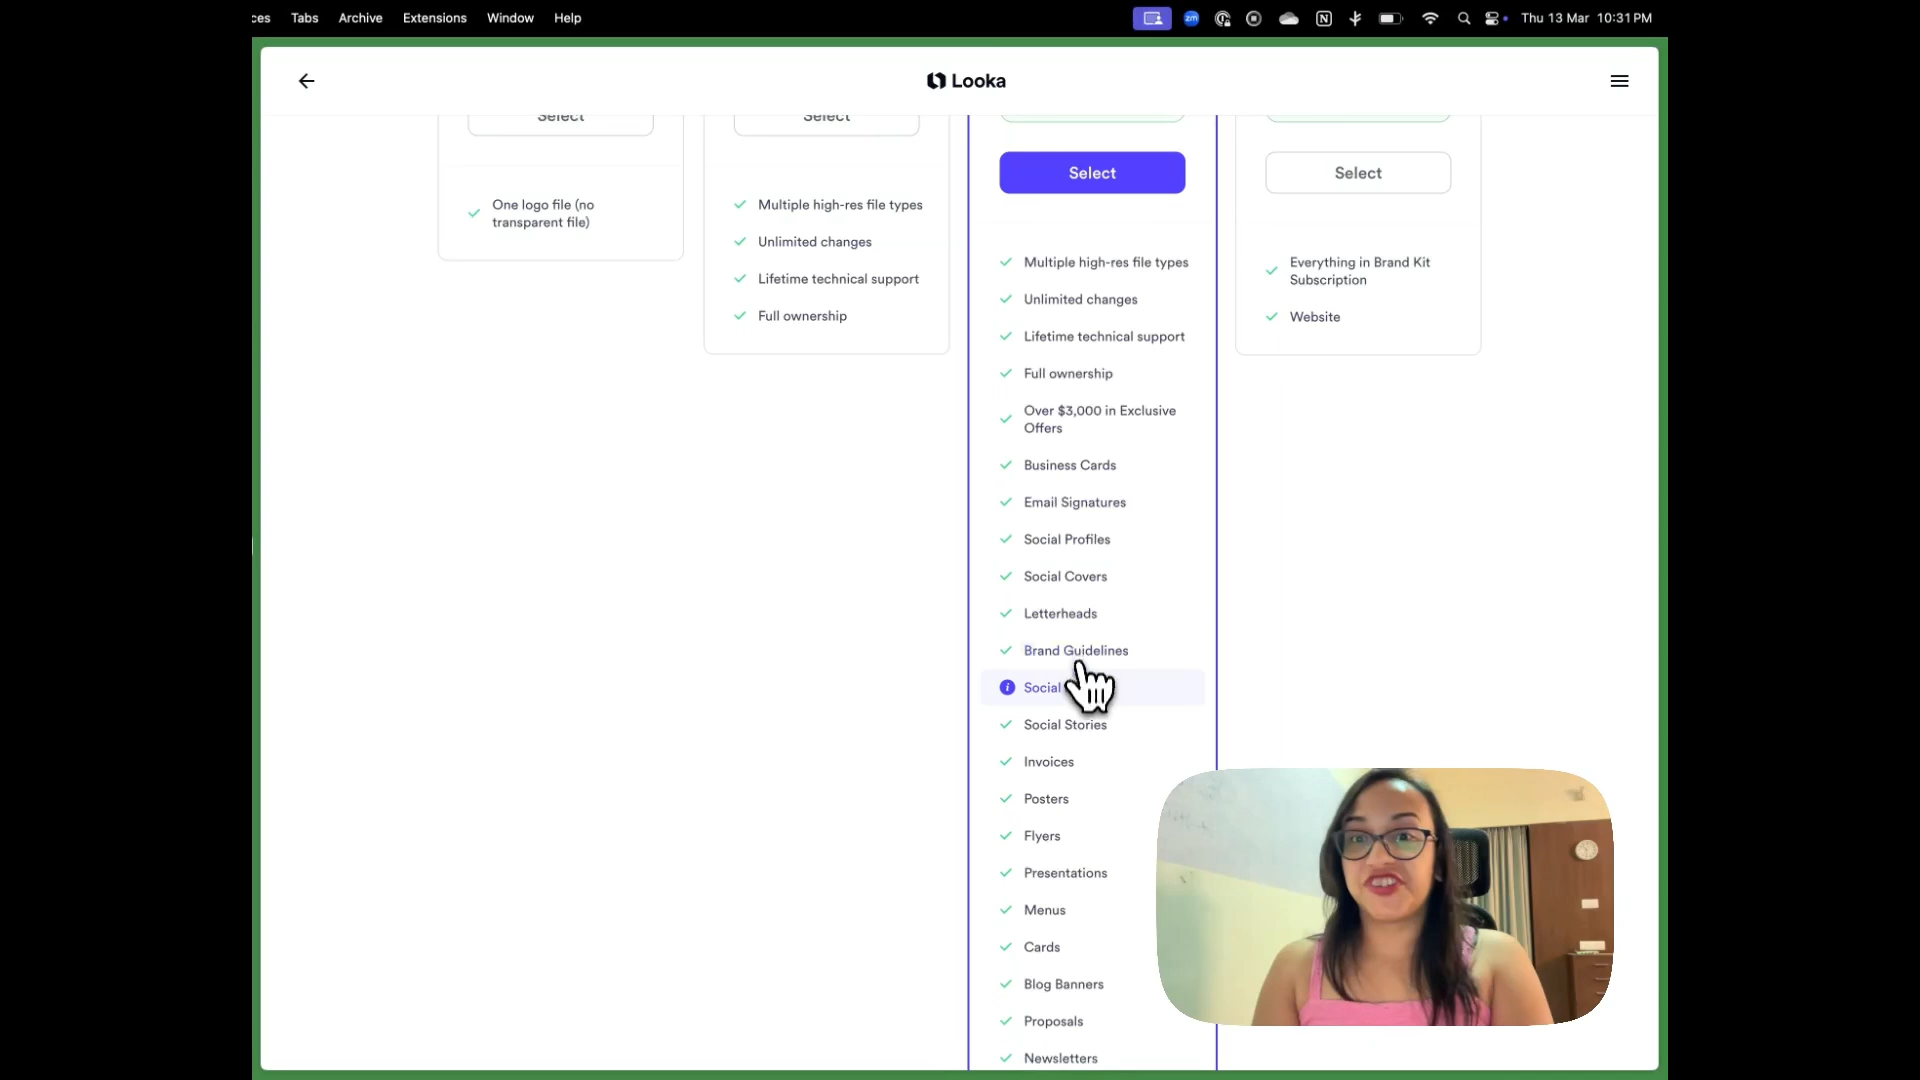 ces Tabs Archive Extensions Window Help
zm N Thu 13 Mar 10:31 PM
Looka
Select
One logo file (no
transparent file)
Select
Multiple high-res file types
Unlimited changes
Lifetime technical support
Full ownership
Select
Multiple high-res file types
Unlimited changes
Lifetime technical support
Full ownership
Over $3,000 in Exclusive
Offers
Business Cards
Email Signatures
Social Profiles
Social Covers
Letterheads
Brand Guidelines
Social
Social Stories
Invoices
Posters
Flyers
Presentations
Menus
Cards
Blog Banners
Proposals
Newsletters
Select
Everything in Brand Kit
Subscription
Website